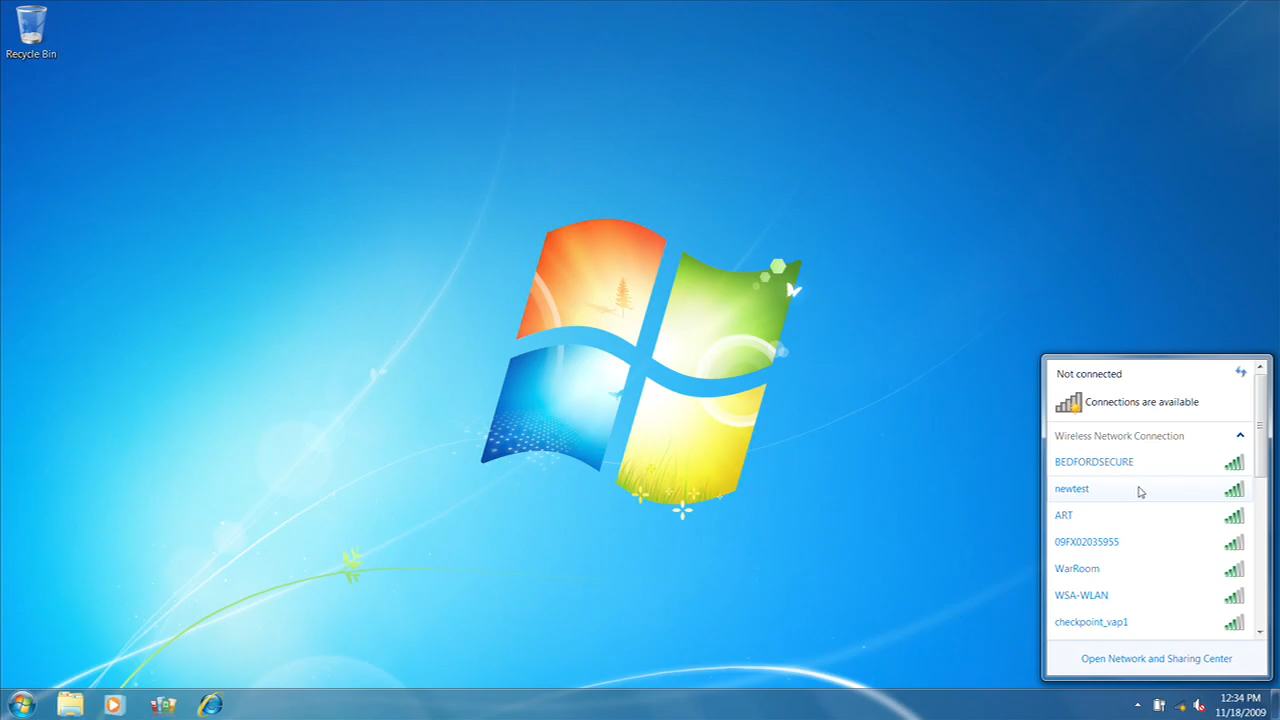 Recycle Bin
Not connected
Connections are available
Wireless Network Connection
BEDFORDSECURE
newtest
ART
09FX02035955
WarRoom
WSA-WLAN
checkpoint_vap1
Open Network and Sharing Center
12:34 PM
11/18/2009